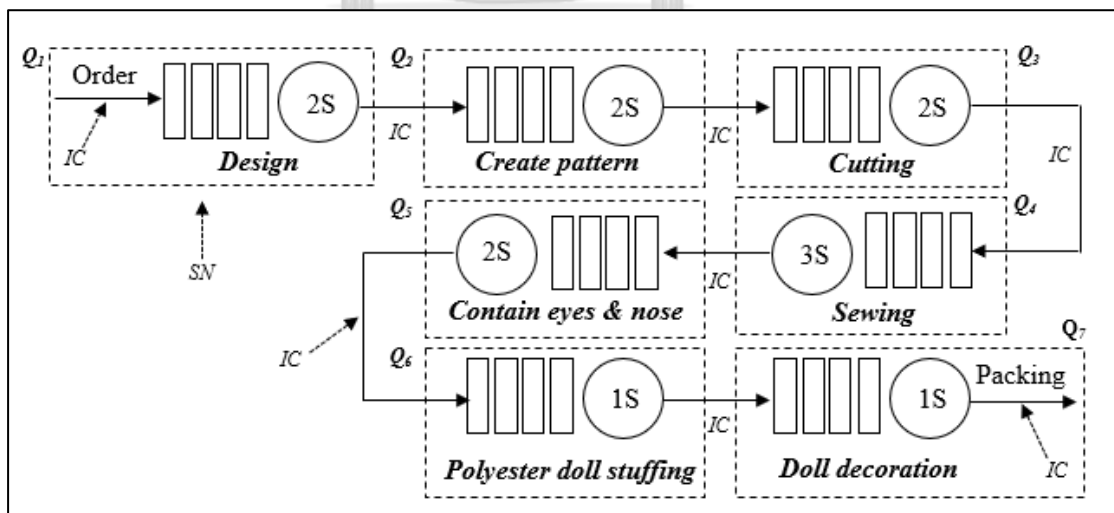 Q1
Order
IC
2S
Design
SN
IC
Q2
2S
Create pattern
IC
Q3
2S
Cutting
IC
Q4
3S
Sewing
IC
Q5
2S
Contain eyes & nose
IC
Q6
1S
Polyester doll stuffing
IC
Q7
1S
Packing
IC
Doll decoration